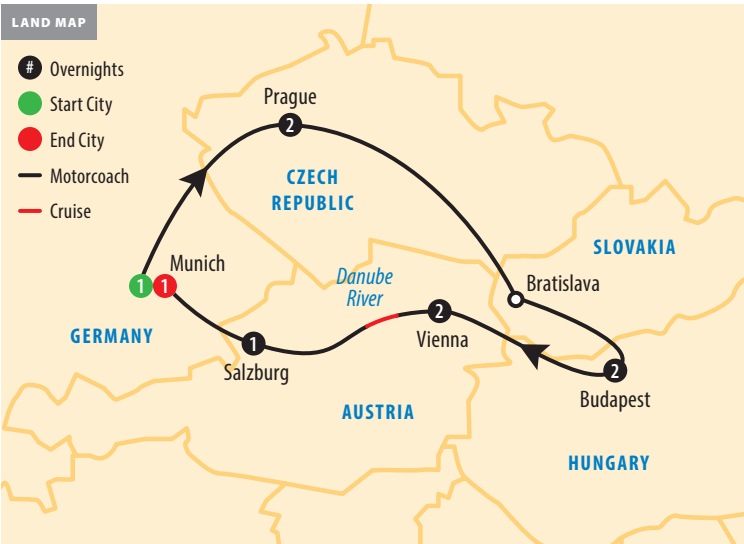 LAND MAP
# Overnights
Start City
End City
Motorcoach
Cruise
Prague
2
CZECH
REPUBLIC
SLOVAKIA
Munich
1 1
Danube
River
Bratislava
GERMANY
2
Vienna
1
Salzburg
2
Budapest
AUSTRIA
HUNGARY